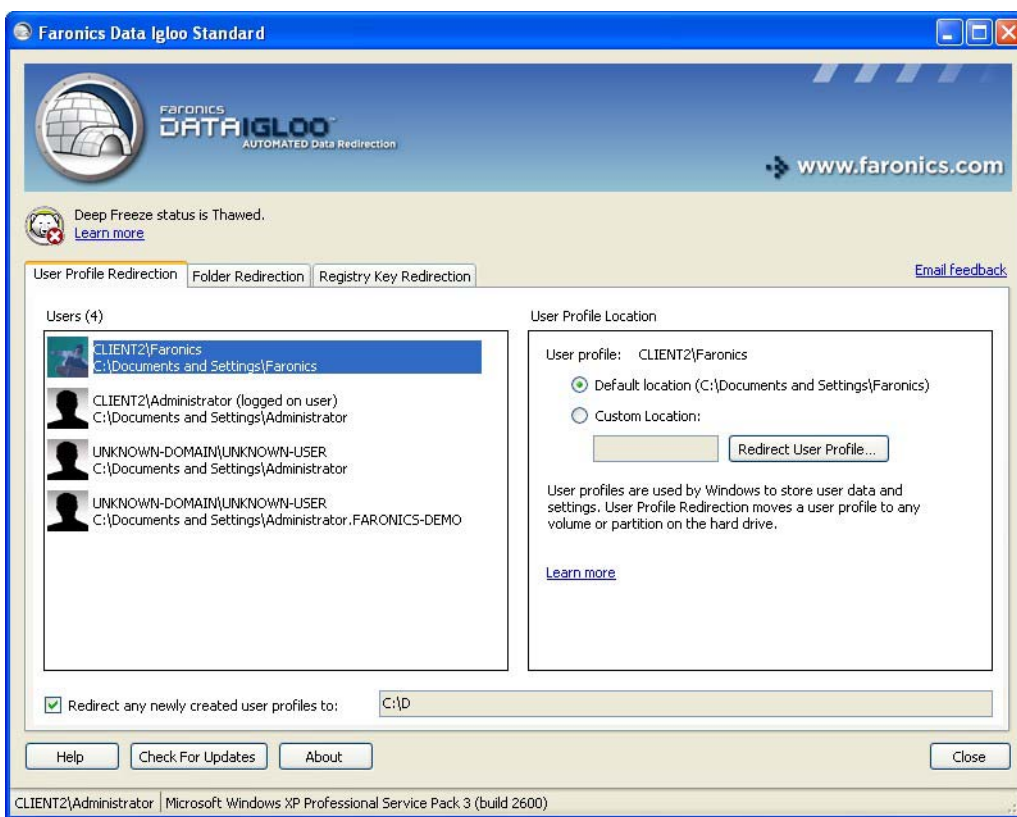 Faronics Data Igloo Standard
Faronics
DATA IGLOO™
AUTOMATED Data Redirection
www.faronics.com
Deep Freeze status is Thawed.
Learn more
User Profile Redirection
Folder Redirection
Registry Key Redirection
Email feedback
Users (4)
CLIENT2\Faronics
C:\Documents and Settings\Faronics
CLIENT2\Administrator (logged on user)
C:\Documents and Settings\Administrator
UNKNOWN-DOMAIN\UNKNOWN-USER
C:\Documents and Settings\Administrator
UNKNOWN-DOMAIN\UNKNOWN-USER
C:\Documents and Settings\Administrator.FARONICS-DEMO
User Profile Location
User profile: CLIENT2\Faronics
Default location (C:\Documents and Settings\Faronics)
Custom Location:
Redirect User Profile...
User profiles are used by Windows to store user data and
settings. User Profile Redirection moves a user profile to any
volume or partition on the hard drive.
Learn more
Redirect any newly created user profiles to: C:\D
Help
Check For Updates
About
Close
CLIENT2\Administrator
Microsoft Windows XP Professional Service Pack 3 (build 2600)